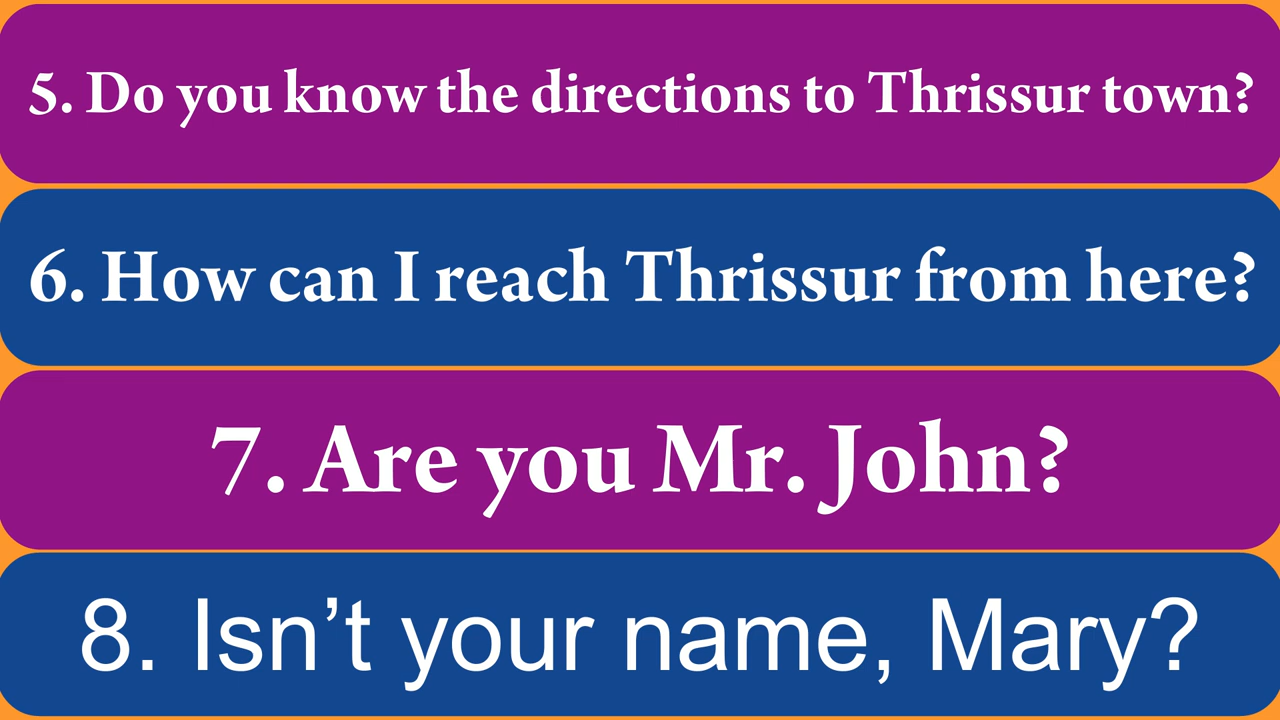 5. Do you know the directions to Thrissur town?
6. How can I reach Thrissur from here?
7. Are you Mr. John?
8. Isn’t your name, Mary?